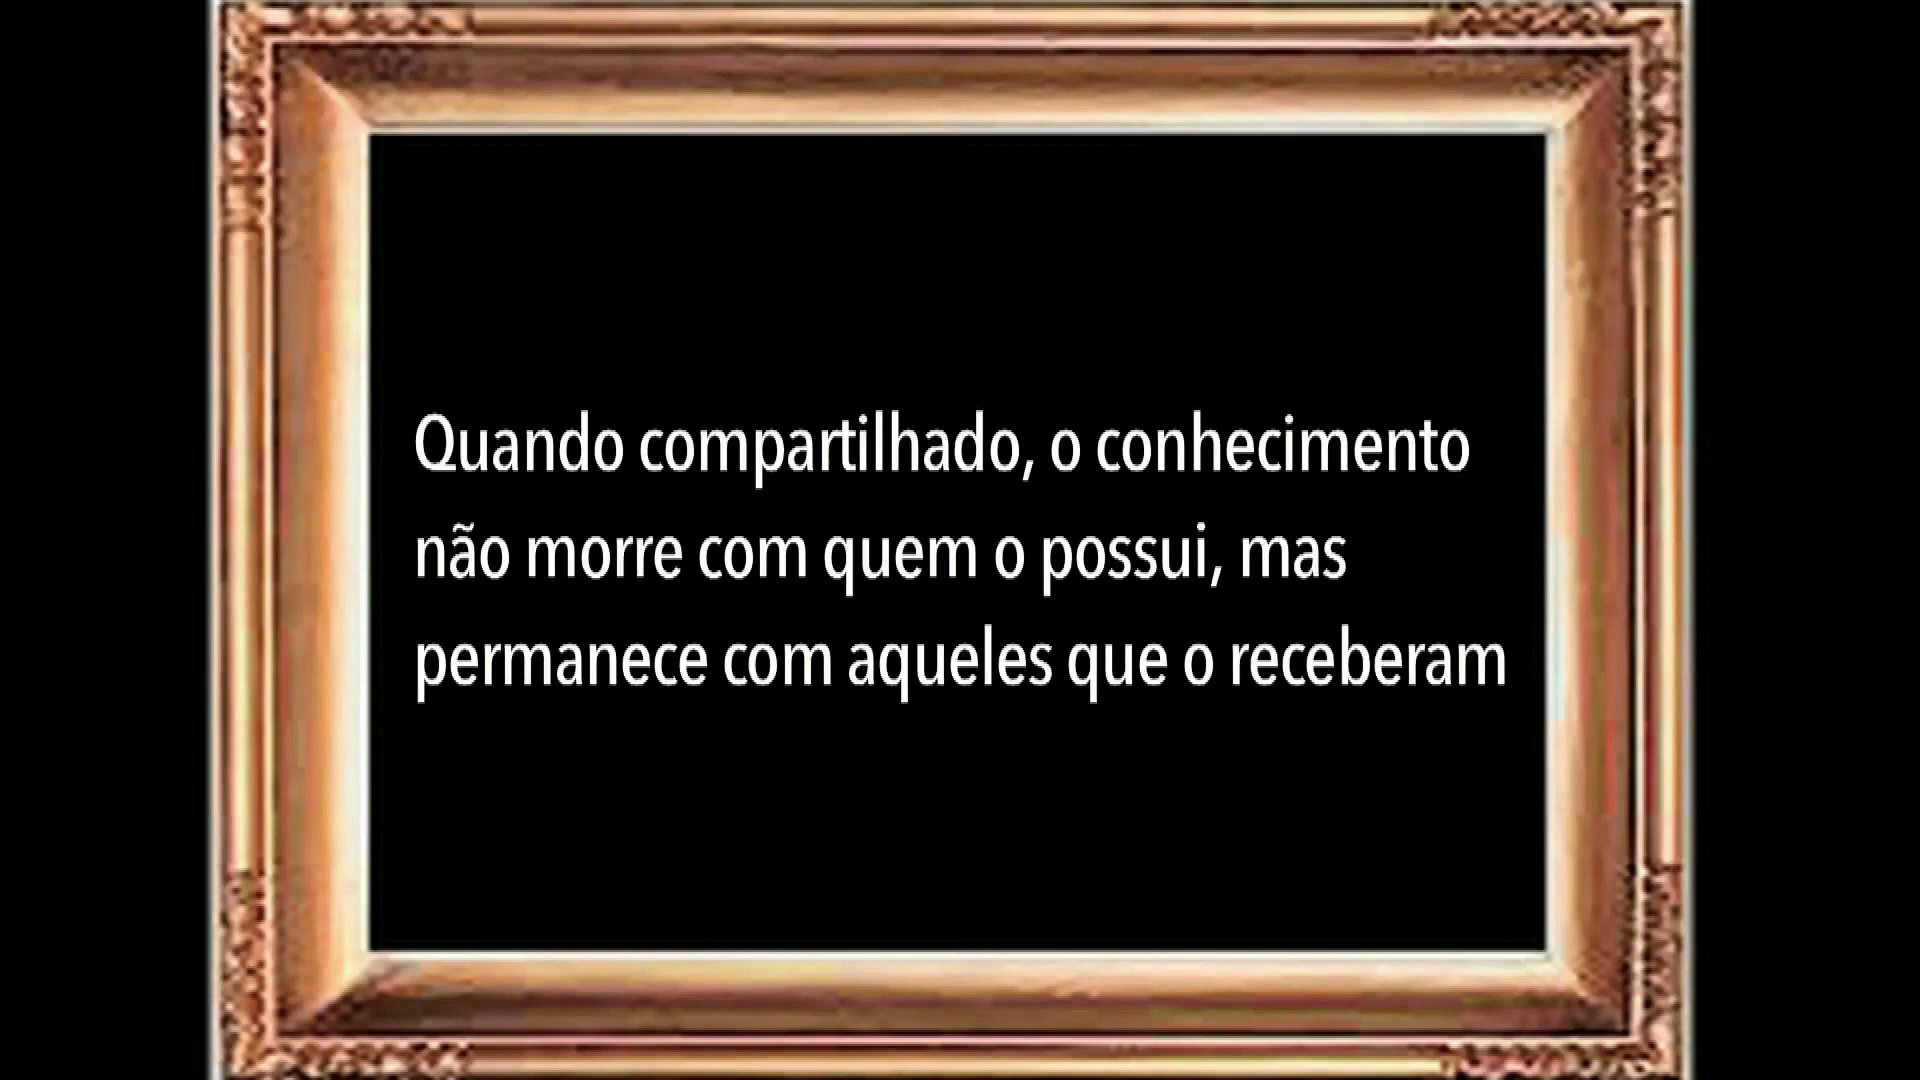 Quando compartilhado, o conhecimento
não morre com quem o possui, mas
permanece com aqueles que o receberam